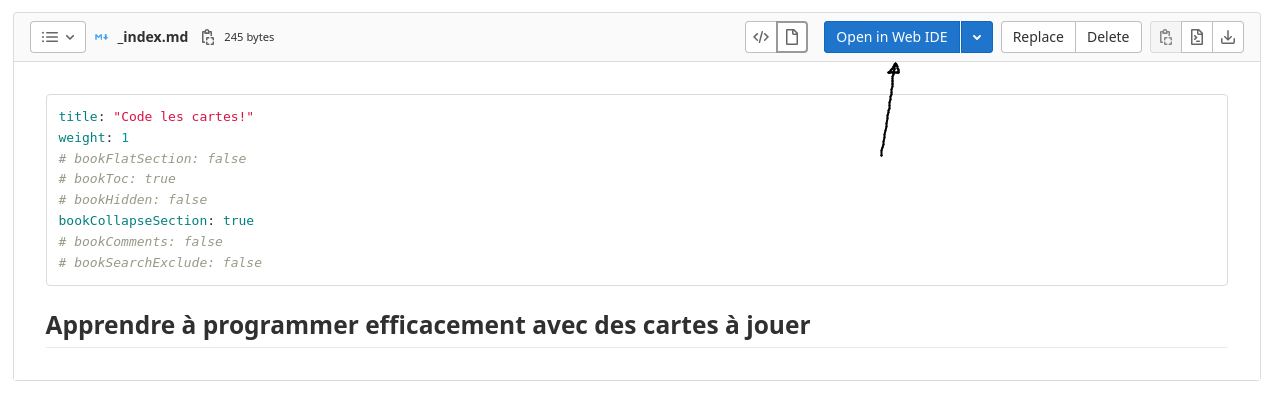 _index.md 245 bytes Open in Web IDE Replace Delete
title: "Code les cartes!"
weight: 1
# bookFlatSection: false
# bookToc: true
# bookHidden: false
bookCollapseSection: true
# bookComments: false
# bookSearchExclude: false
Apprendre à programmer efficacement avec des cartes à jouer